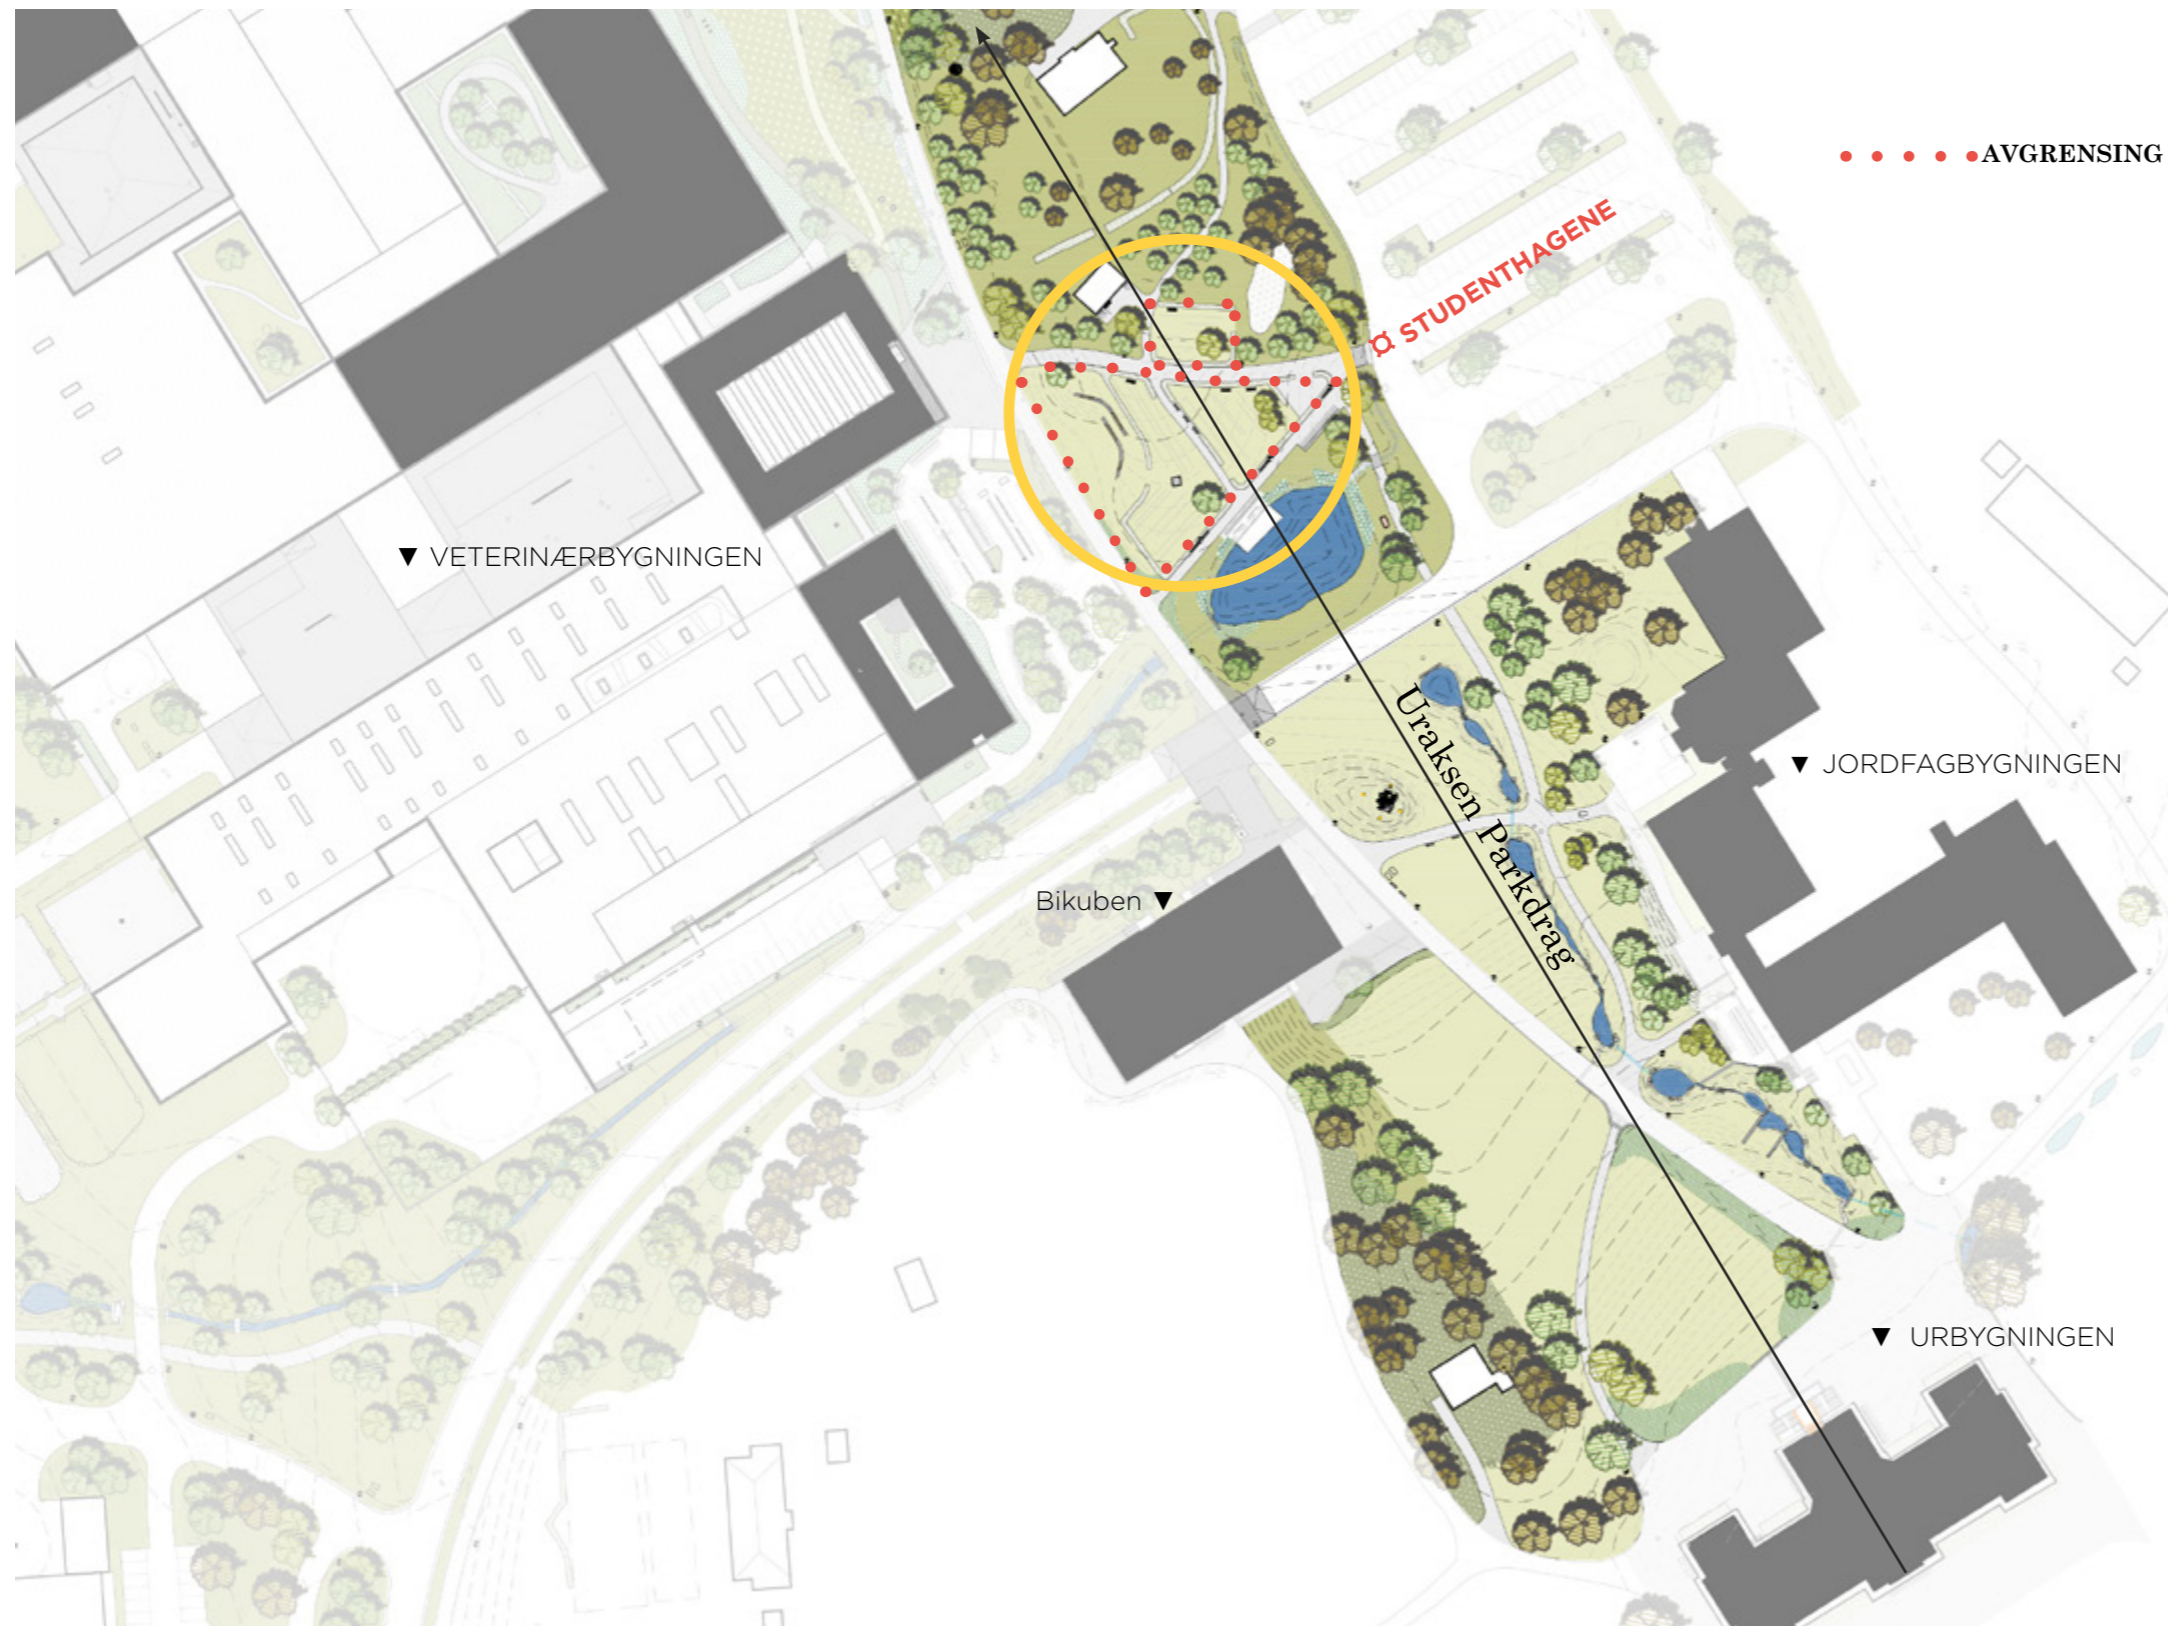 AVGRENSING
STUDENTHAGENE
VETERINÆRBYGNINGEN
Uraksen Parkdrag
JORDFAGBYGNINGEN
Bikuben
URBYGNINGEN